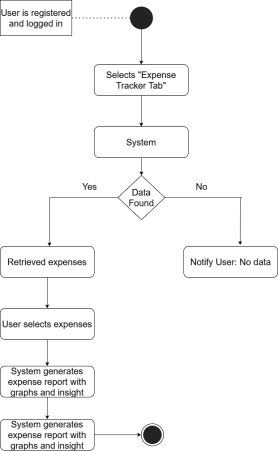 User is registered
and logged in
Selects "Expense
Tracker Tab"
System
Yes
No
Data
Found
Retrieved expenses
Notify User: No data
User selects expenses
System generates
expense report with
graphs and insight
System generates
expense report with
graphs and insight